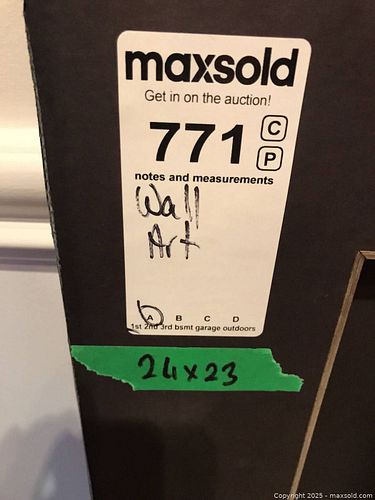 maxsold
Get in on the auction!
771 C
P
notes and measurements
Wall
Art
A B C D
1st 2nd 3rd bsmt garage outdoors
24x23
Copyright 2025 - maxsold.com